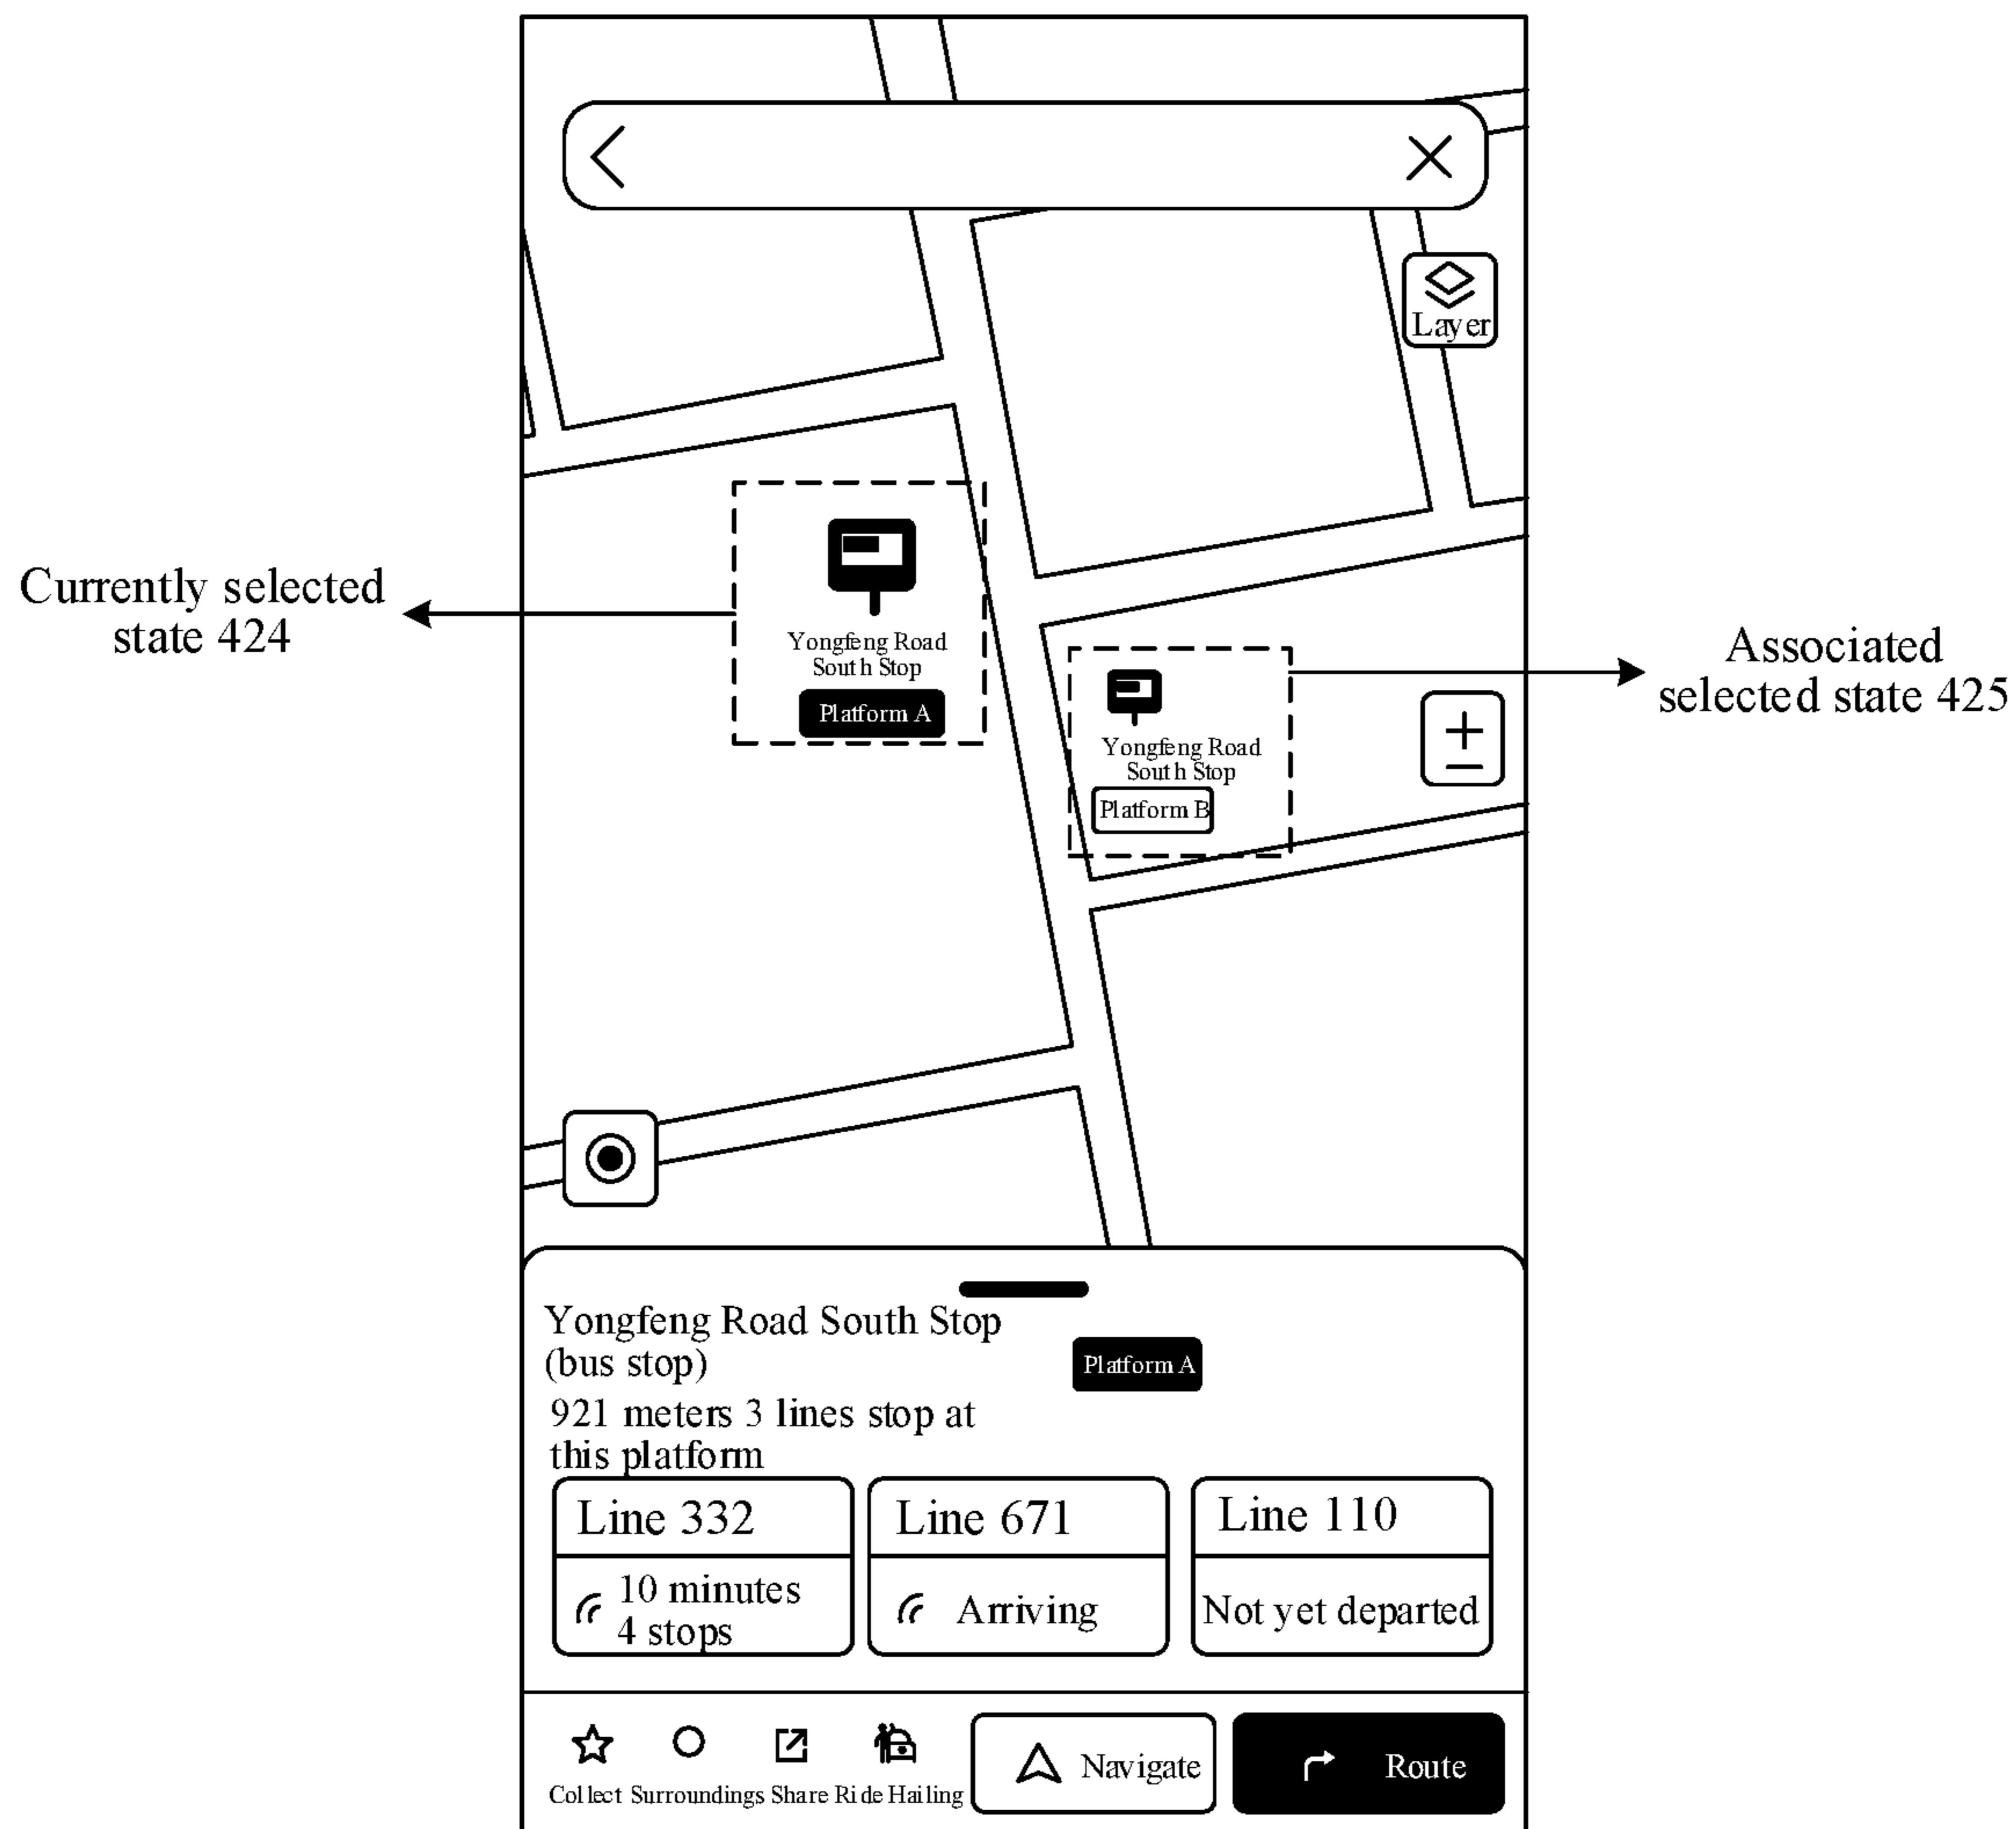 Layer
Currently selected
state 424
Yongfeng Road
South Stop
Platform A
Associated
selected state 425
Yongfeng Road
South Stop
Platform B
Yongfeng Road South Stop
(bus stop)
Platform A
921 meters 3 lines stop at
this platform
Line 332
10 minutes
4 stops
Line 671
Arriving
Line 110
Not yet departed
Collect Surroundings Share Ride Hailing
Navigate
Route